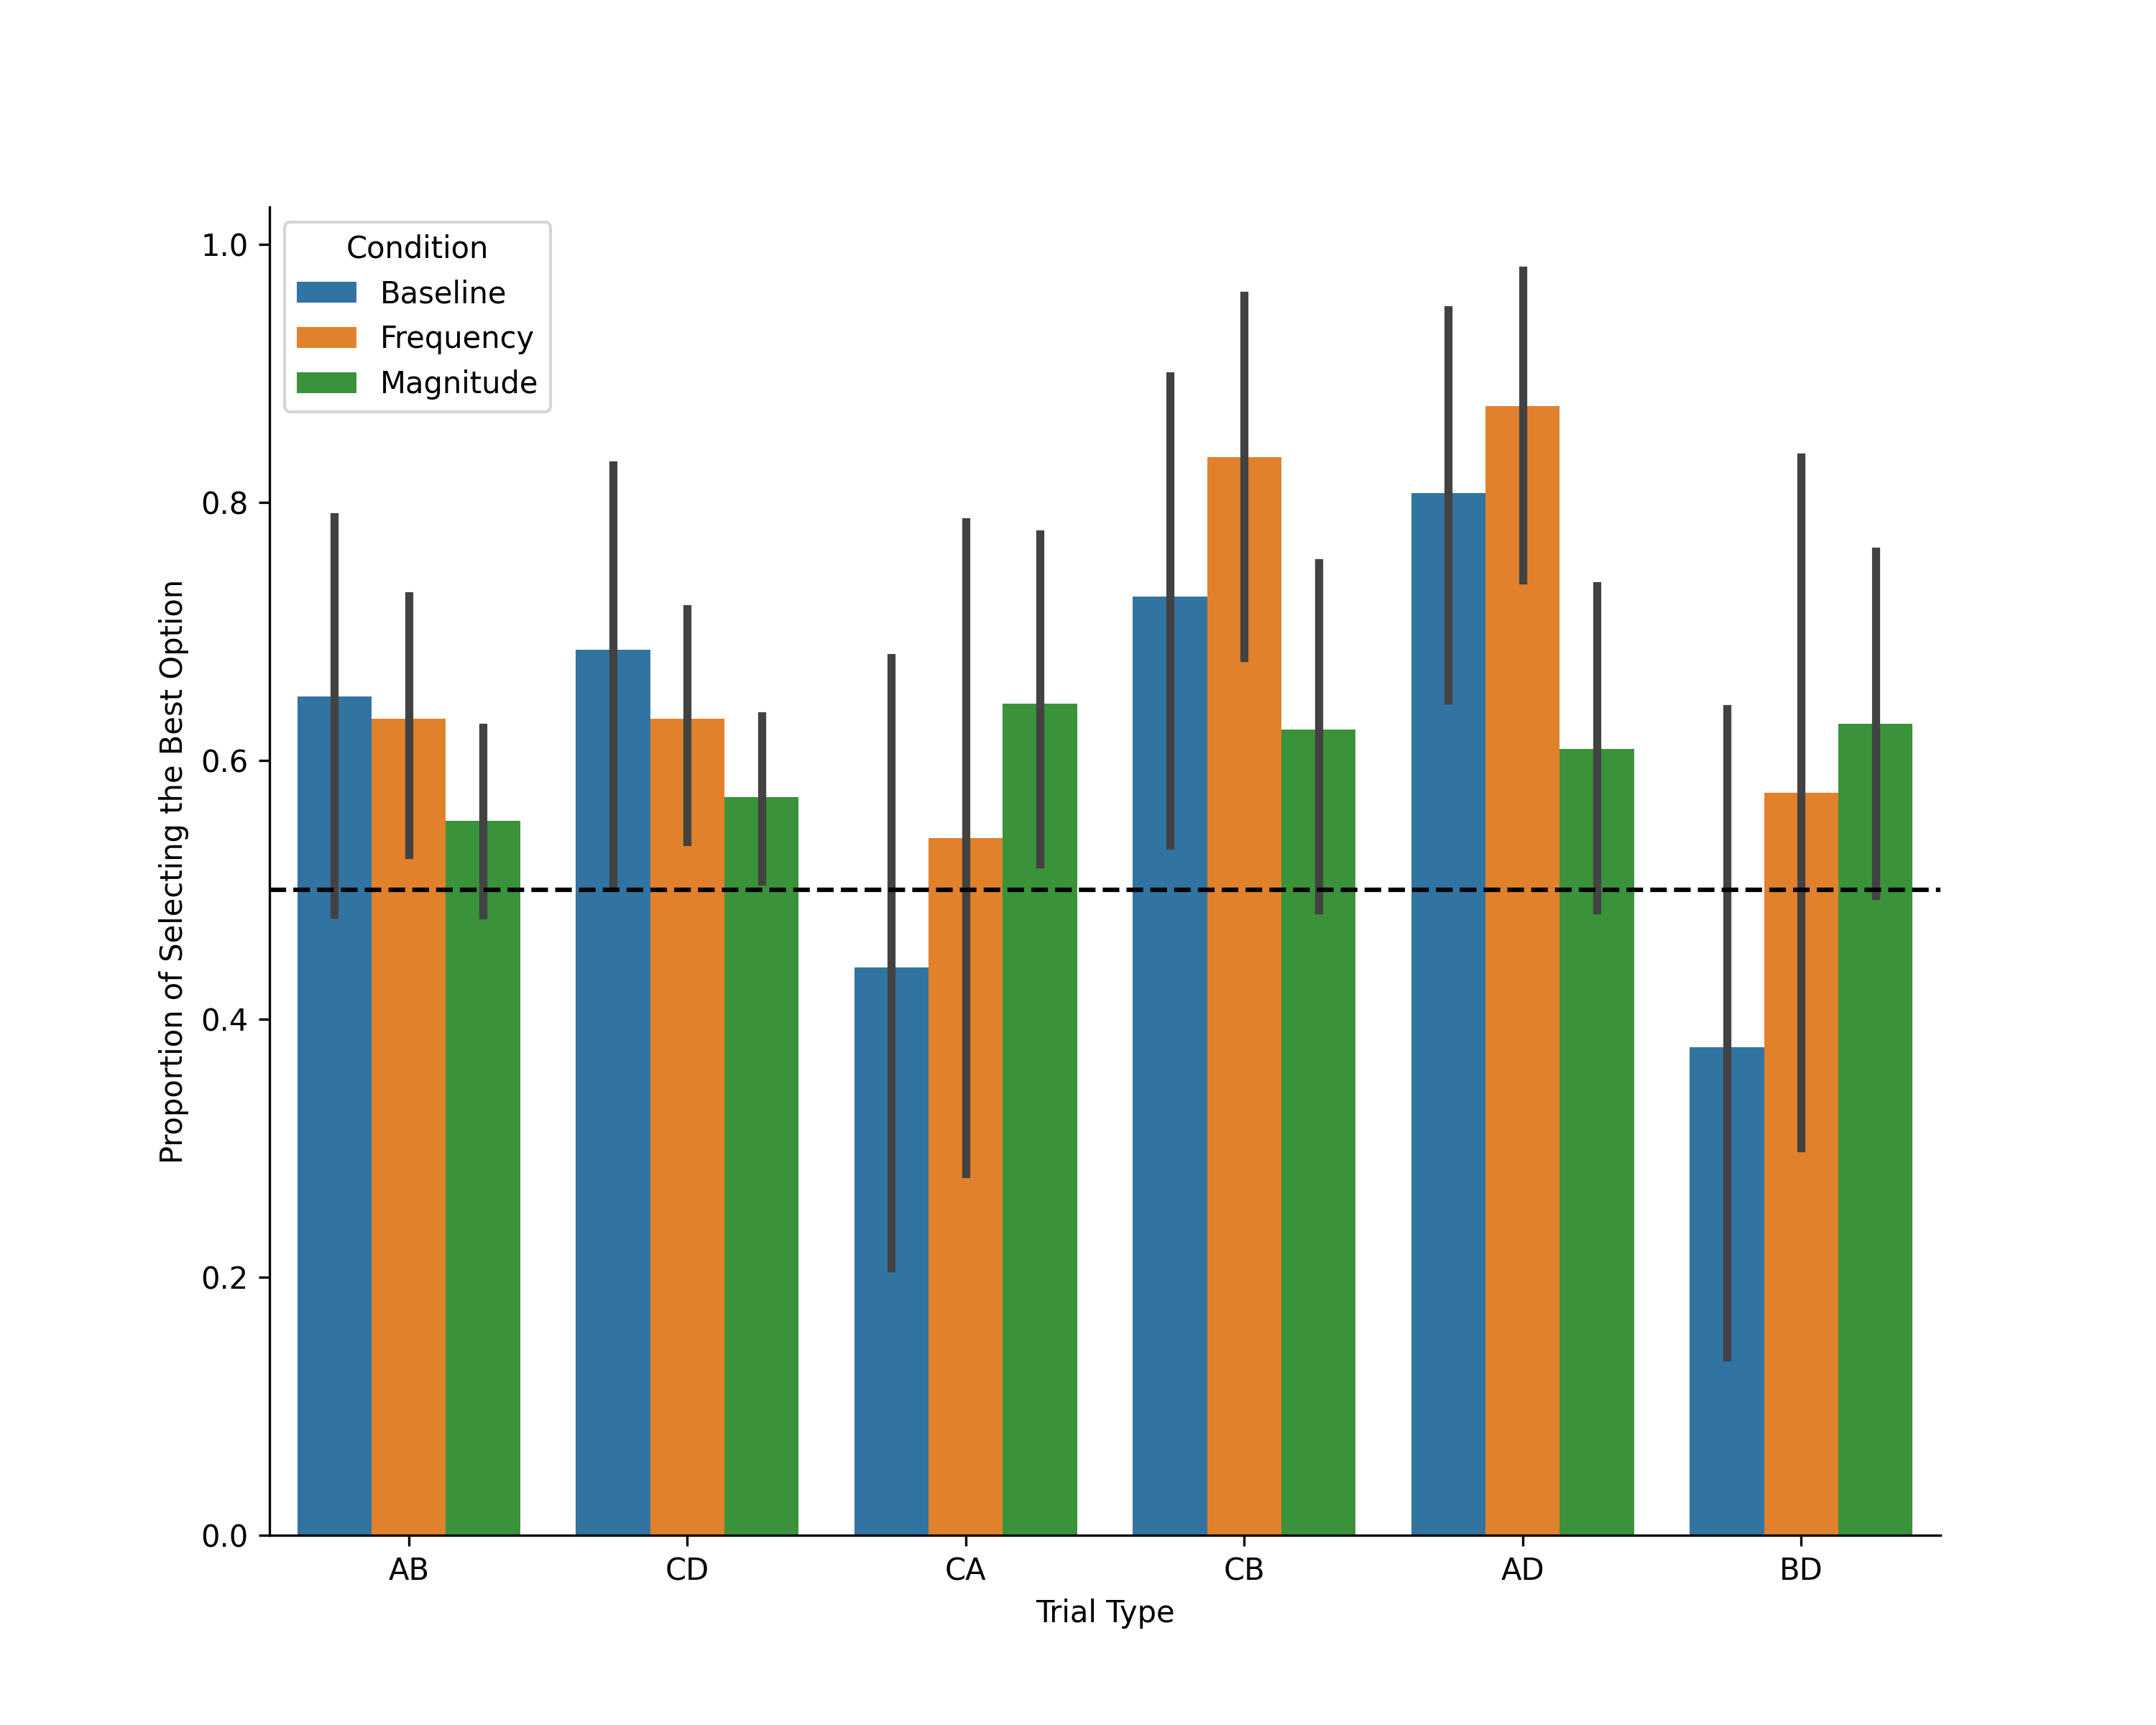 Condition
Baseline
Frequency
Magnitude
Proportion of Selecting the Best Option
1.0
0.8
0.6
0.4
0.2
0.0
AB CD CA CB AD BD
Trial Type